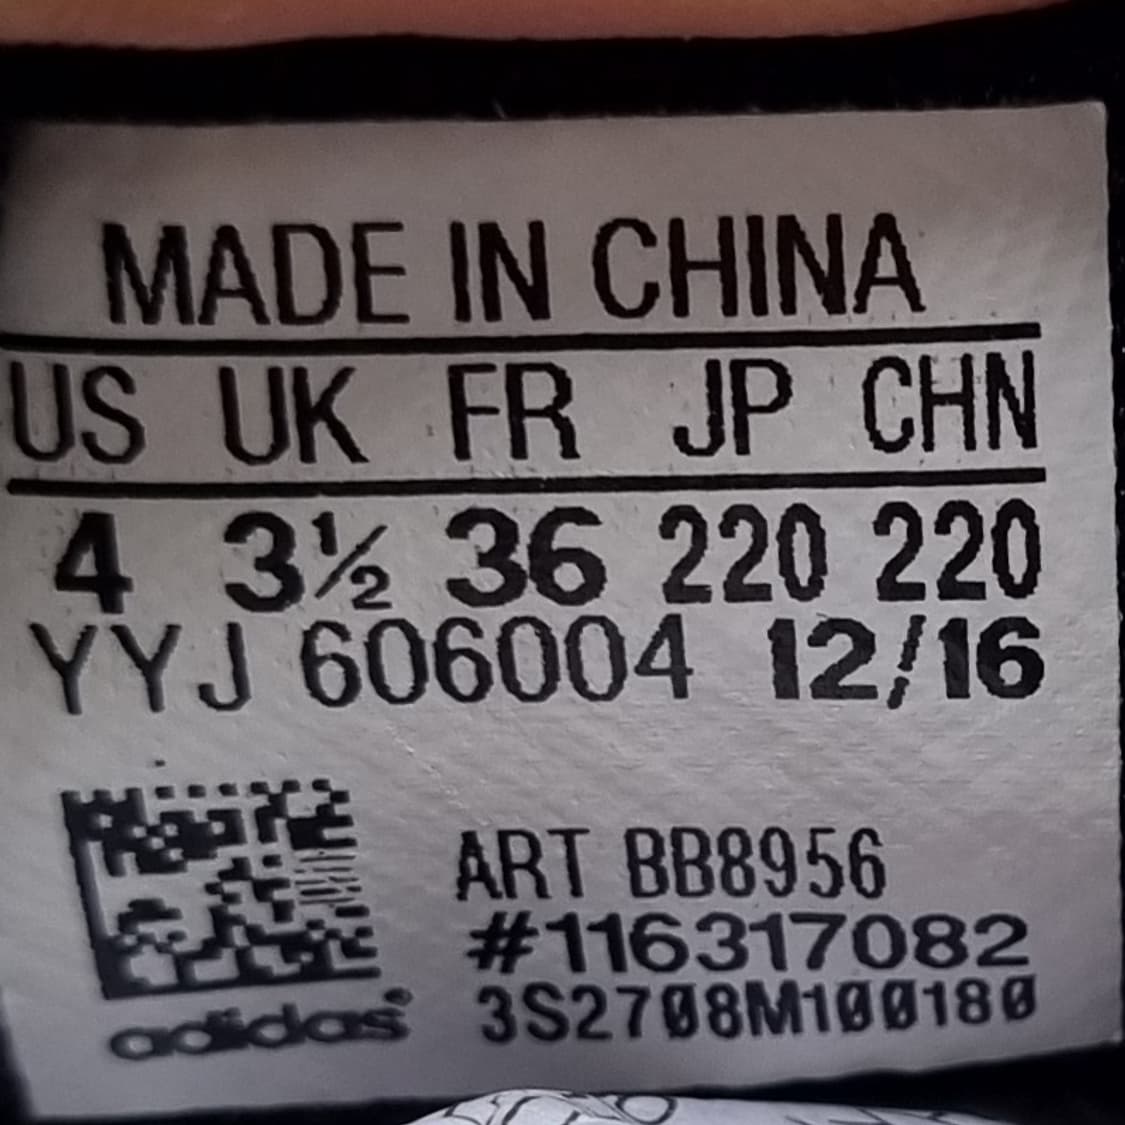 MADE IN CHINA
US UK FR JP CHN
4 3½ 36 220 220
YYJ 606004 12/16
ART BB8956
#116317082
adidas 3S2708M100180